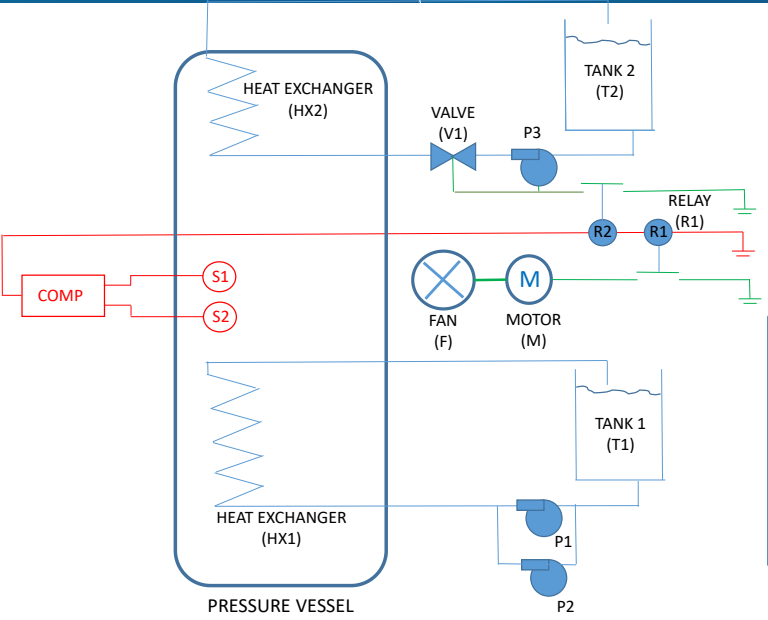 HEAT EXCHANGER
(HX2)
TANK 2
(T2)
VALVE
(V1)
P3
RELAY
(R1)
R2
R1
S1
COMP
S2
M
FAN
(F)
MOTOR
(M)
TANK 1
(T1)
HEAT EXCHANGER
(HX1)
P1
P2
PRESSURE VESSEL